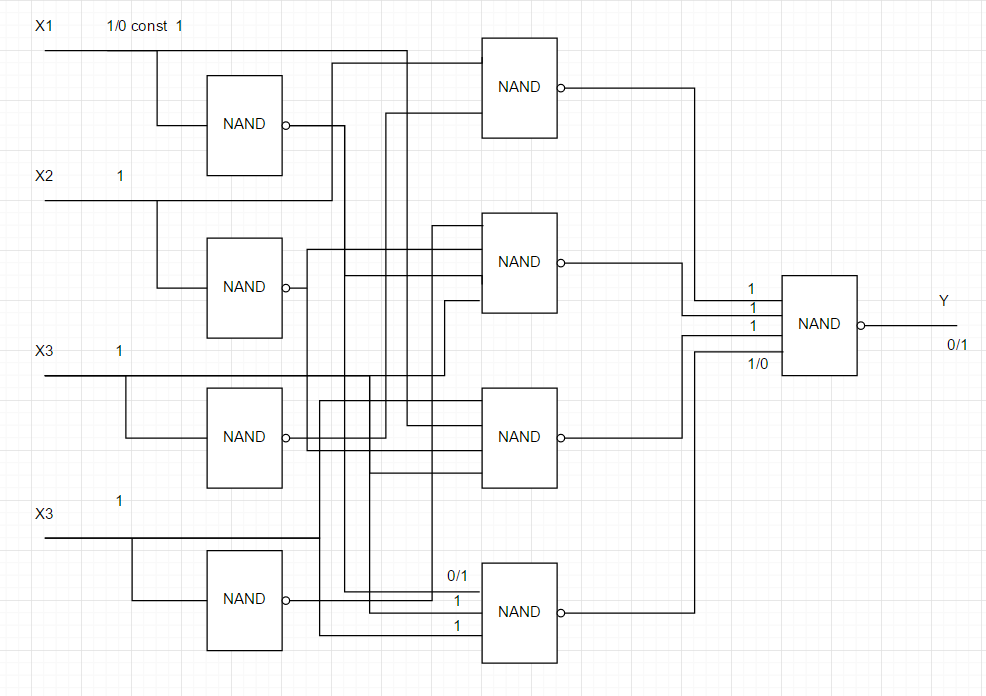 X1 1/0 const 1
NAND
NAND
X2 1
NAND
NAND
1
Y
1
NAND
1
0/1
X3 1
1/0
NAND
NAND
1
X3
0/1
NAND
1
NAND
1